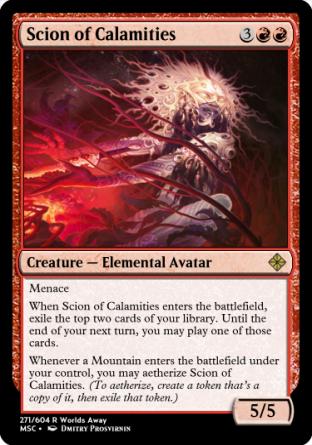 Scion of Calamities 3
Creature — Elemental Avatar
Menace
When Scion of Calamities enters the battlefield,
exile the top two cards of your library. Until the
end of your next turn, you may play one of those
cards.
Whenever a Mountain enters the battlefield under
your control, you may aetherize Scion of
Calamities. (To aetherize, create a token that's a
copy of it, then exile that token.)
5/5
271/604 R Worlds Away
MSC • Dmitry Prosvirnin